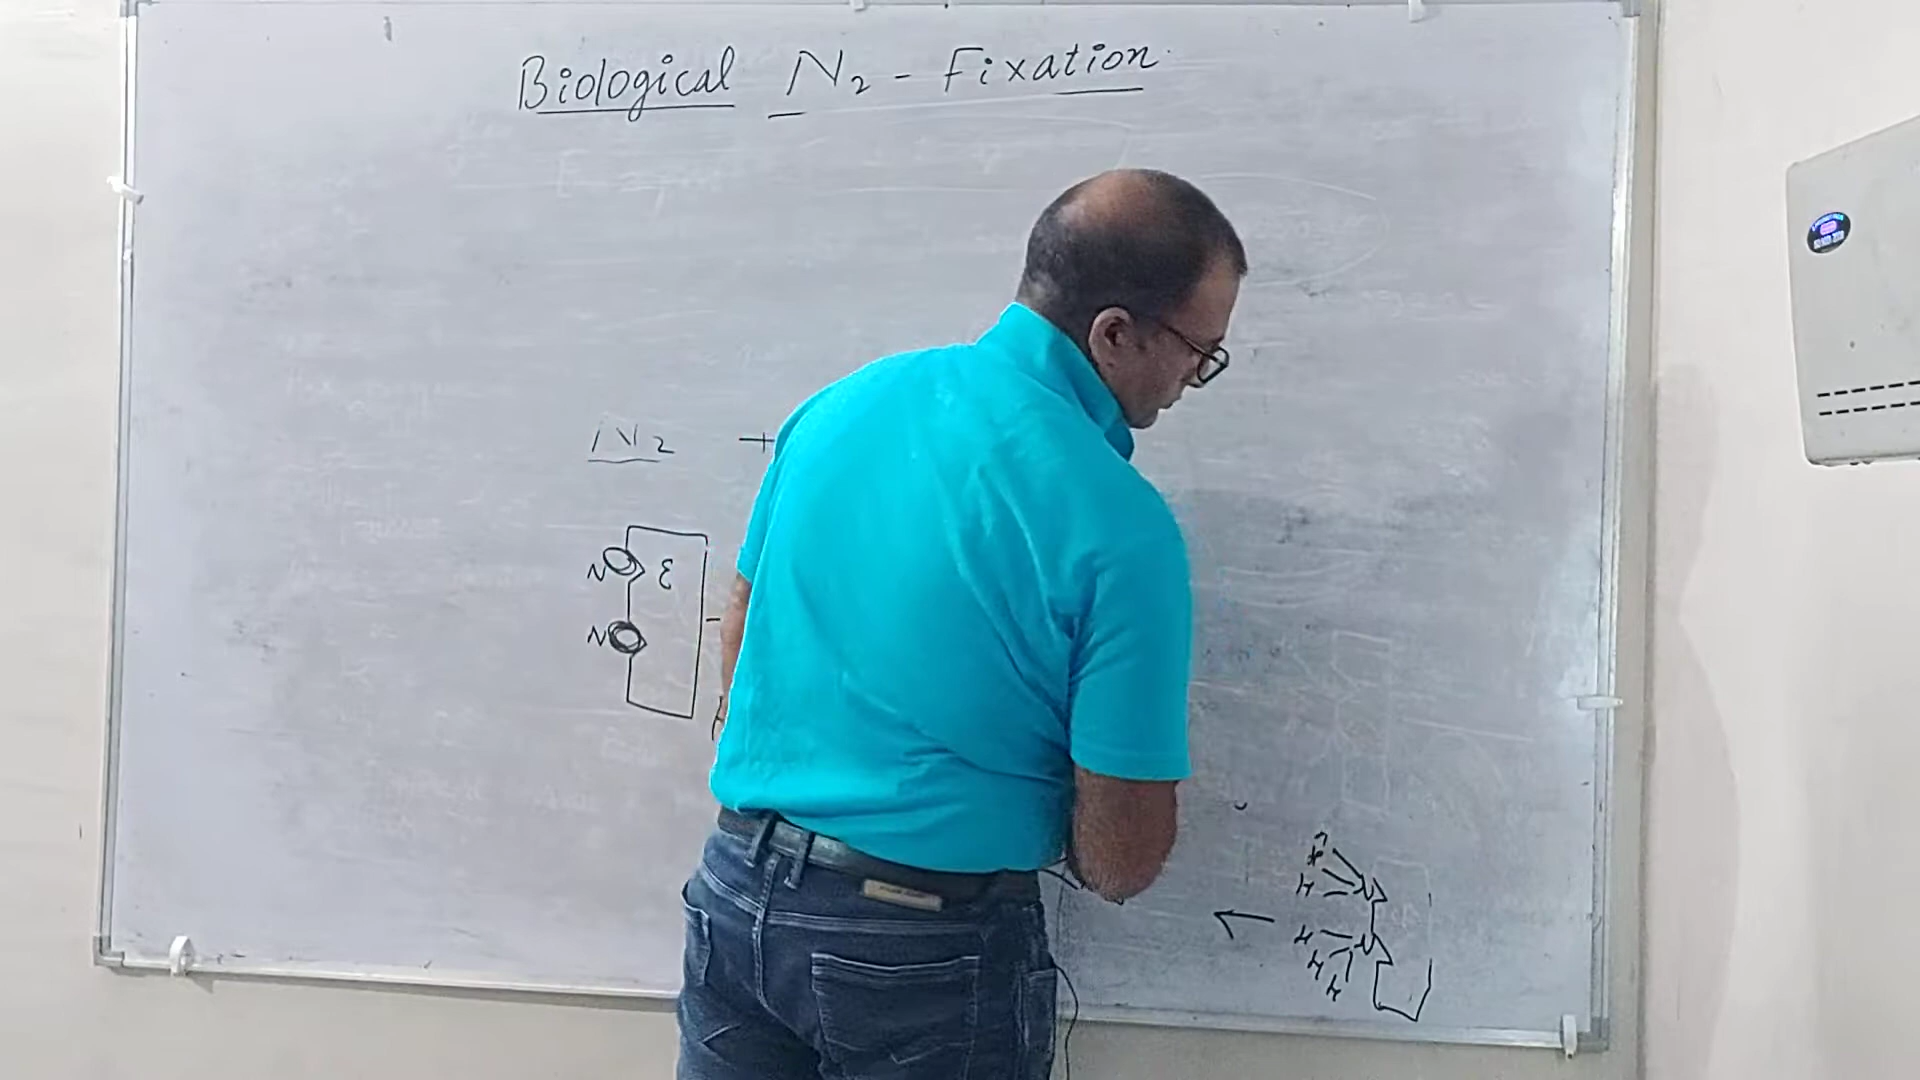 Biological N₂ - Fixation
N₂ +
N ε
N
H N
H
H N
H
H